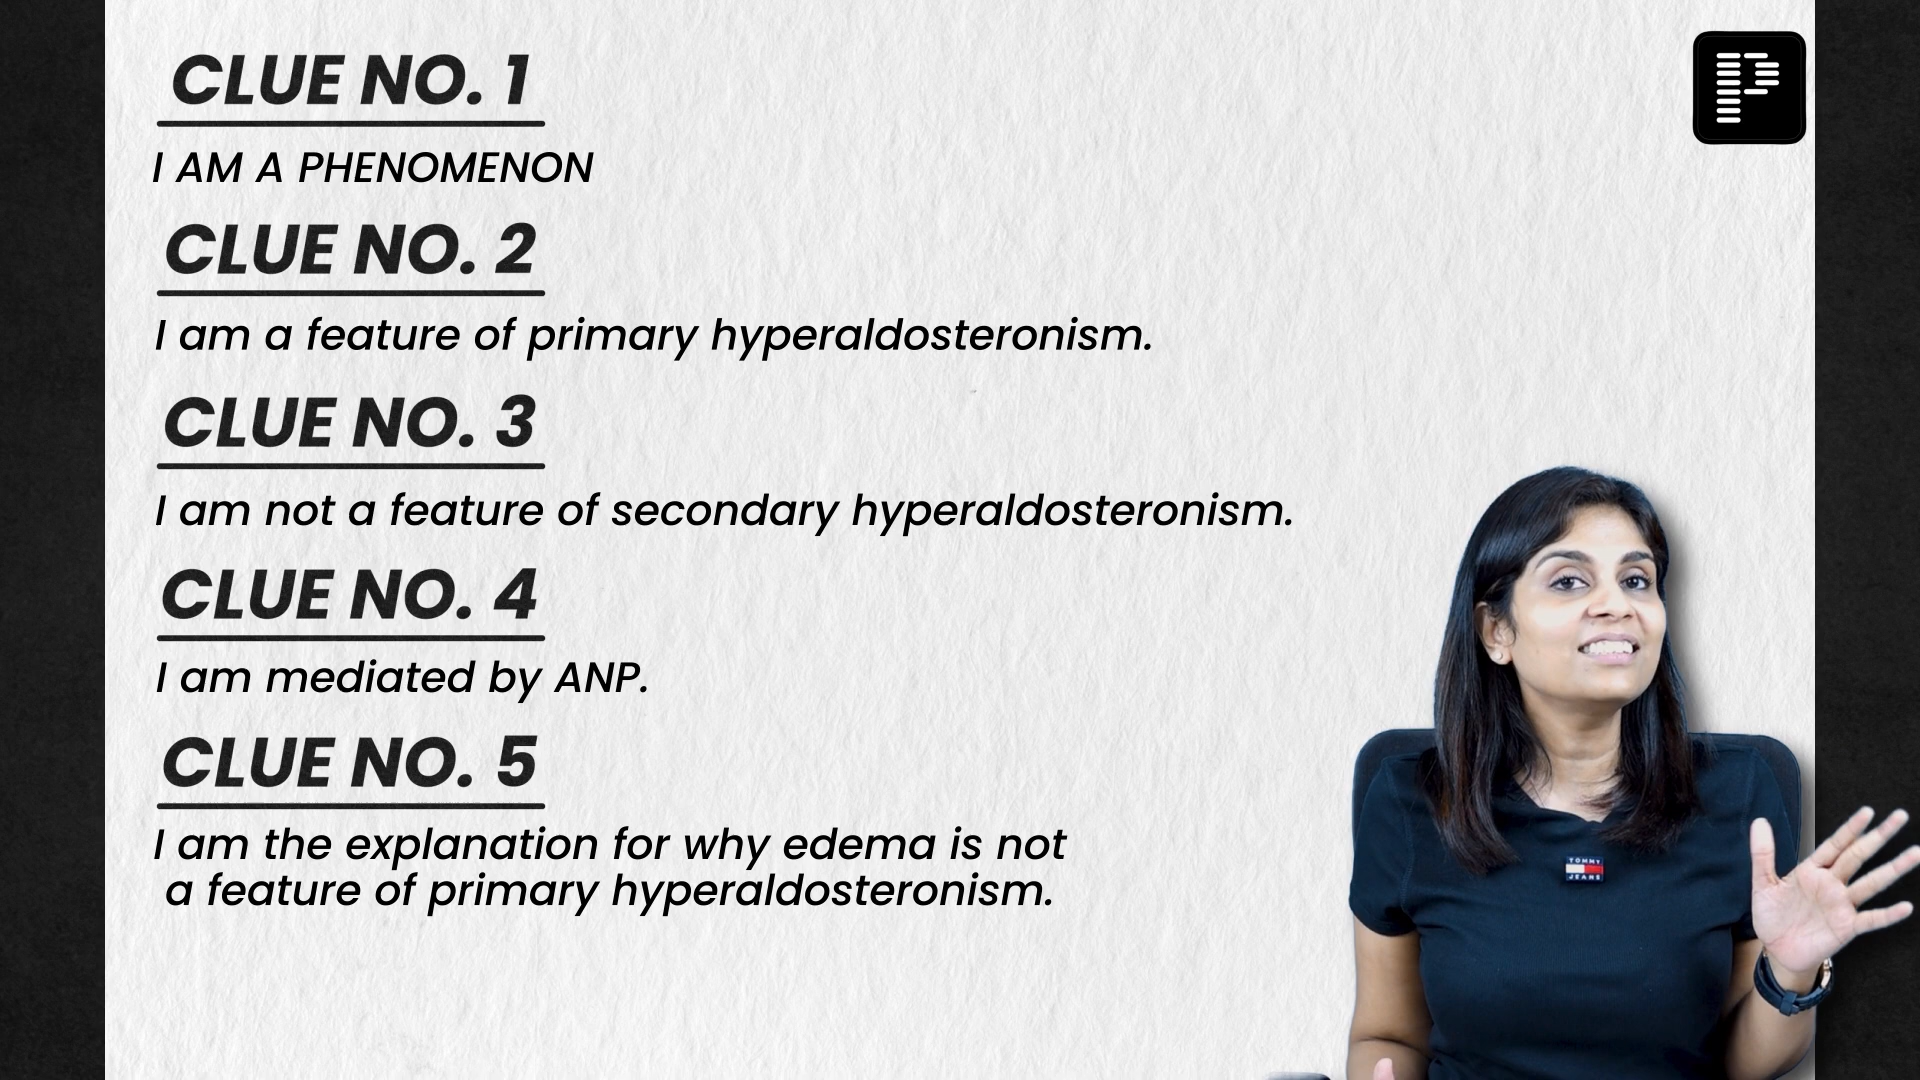 CLUE NO. 1
I AM A PHENOMENON
CLUE NO. 2
I am a feature of primary hyperaldosteronism.
CLUE NO. 3
I am not a feature of secondary hyperaldosteronism.
CLUE NO. 4
I am mediated by ANP.
CLUE NO. 5
I am the explanation for why edema is not
a feature of primary hyperaldosteronism.
P
TOMMY
JEANS